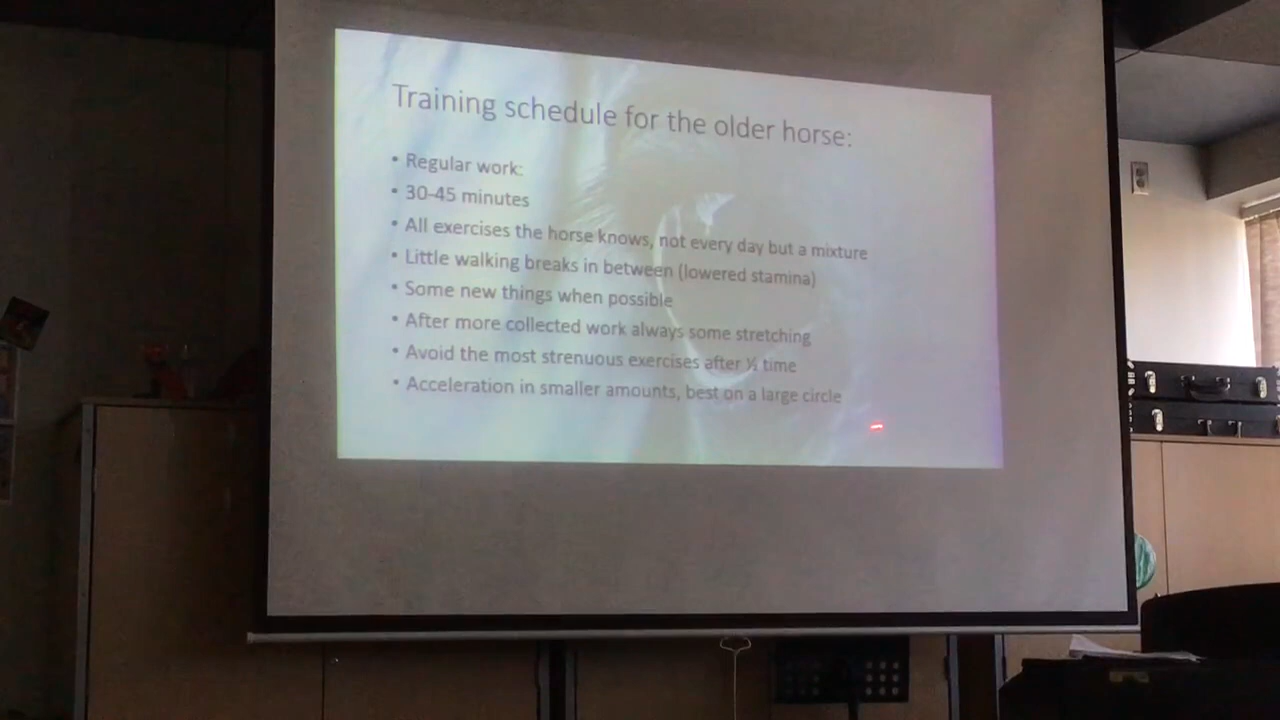 Training schedule for the older horse:
• Regular work:
• 30-45 minutes
• All exercises the horse knows, not every day but a mixture
• Little walking breaks in between (lowered stamina)
• Some new things when possible
• After more collected work always some stretching
• Avoid the most strenuous exercises after ½ time
• Acceleration in smaller amounts, best on a large circle